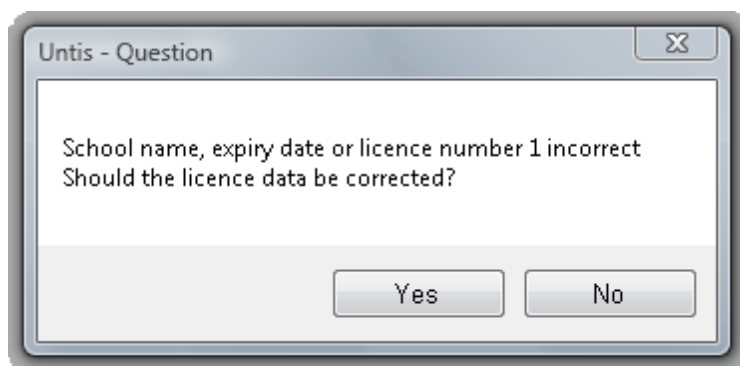 Untis - Question
School name, expiry date or licence number 1 incorrect
Should the licence data be corrected?
Yes No